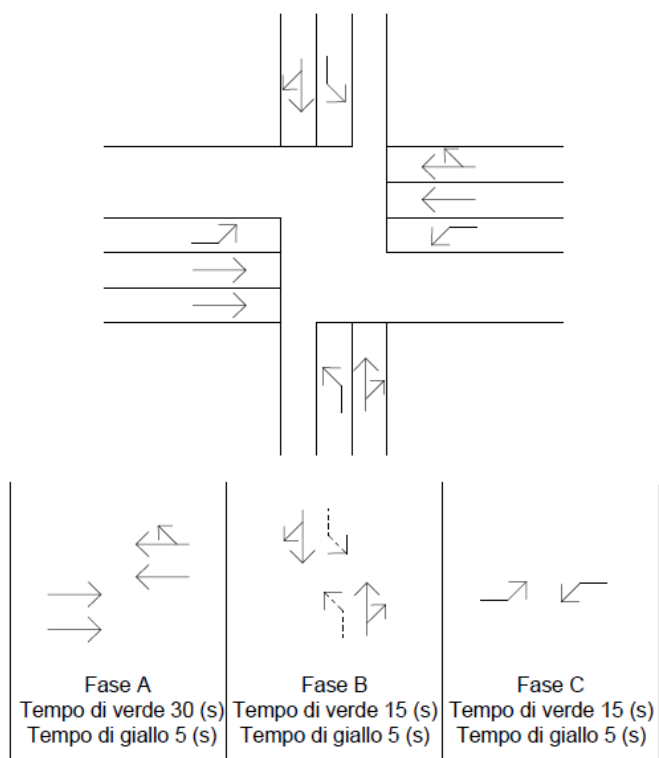 Fase A
Tempo di verde 30 (s)
Tempo di giallo 5 (s)
Fase B
Tempo di verde 15 (s)
Tempo di giallo 5 (s)
Fase C
Tempo di verde 15 (s)
Tempo di giallo 5 (s)